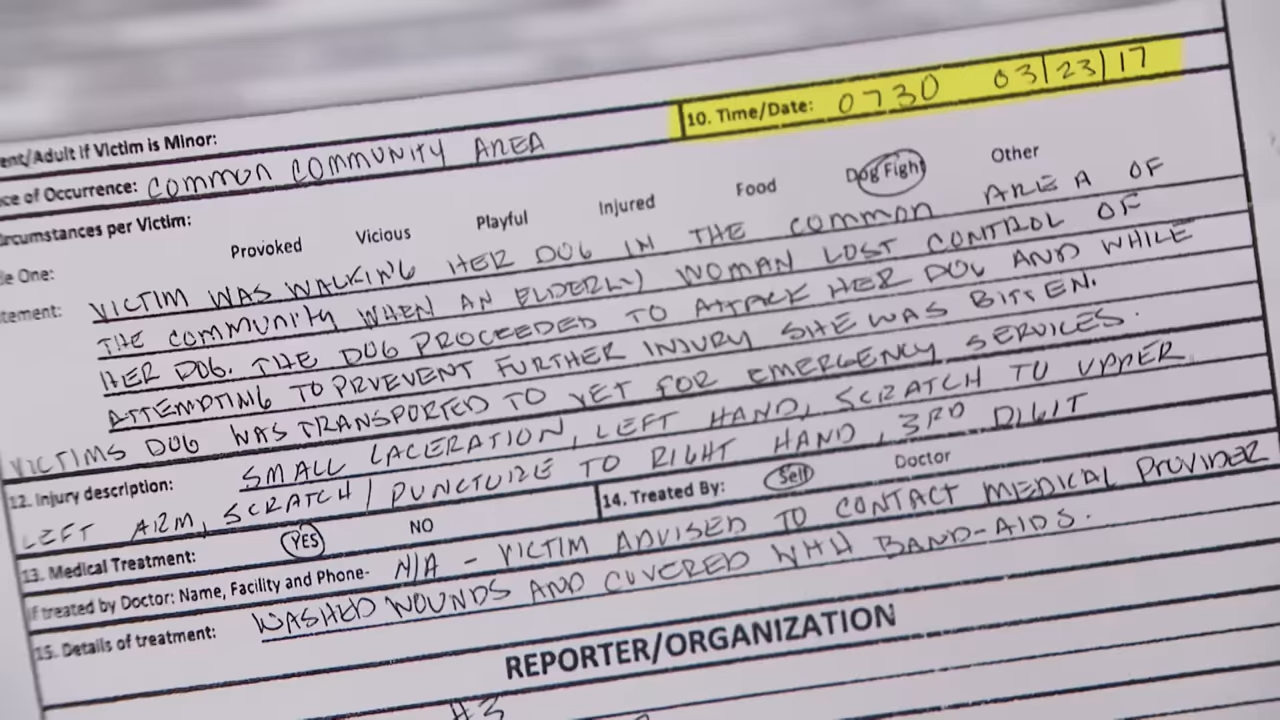 ent/Adult if Victim is Minor:
10. Time/Date: 0730 03/23/17
ce of Occurrence: COMMON COMMUNITY AREA
ircumstances per Victim:
le One: Provoked Vicious Playful Injured Food Dog Fight Other
tement: VICTIM WAS WALKING HER DOG IN THE COMMON AREA OF
THE COMMUNITY WHEN AN ELDERLY WOMAN LOST CONTROL OF
HER DOG. THE DOG PROCEEDED TO ATTACK HER DOG AND WHILE
ATTEMPTING TO PRVEVENT FURTHER INJURY SHE WAS BITTEN.
VICTIMS DOG WAS TRANSPORTED TO VET FOR EMERGENCY SERVICES.
12. Injury description: SMALL LACERATION, LEFT HAND, SCRATCH TO UPPER
LEFT ARM, SCRATCH/PUNCTURE TO RIGHT HAND, 3RD DIGIT
13. Medical Treatment: YES NO 14. Treated By: Self Doctor
if treated by Doctor: Name, Facility and Phone- N/A - VICTIM ADVISED TO CONTACT MEDICAL PROVIDER
15. Details of treatment: WASHED WOUNDS AND COVERED WITH BAND-AIDS.
REPORTER/ORGANIZATION
#3